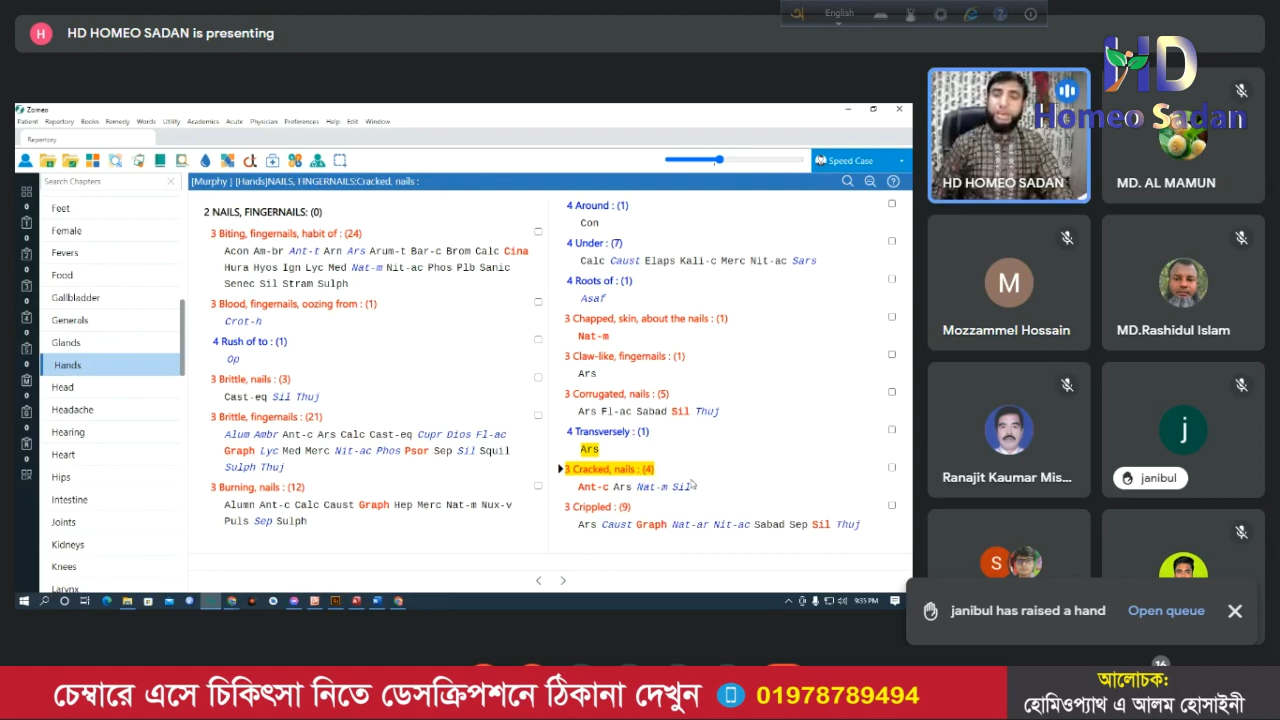 H HD HOMEO SADAN is presenting
English
HD
Homeo Sadan
Zomeo
Patient Repertory Books Remedy Words Utility Academics Acute Physician Preferences Help Edit Window
Repertory
Speed Case
Search Chapters
[Murphy ] [Hands]NAILS, FINGERNAILS:Cracked, nails :
Feet
Female
Fevers
Food
Gallbladder
Generals
Glands
Hands
Head
Headache
Hearing
Heart
Hips
Intestine
Joints
Kidneys
Knees
Larynx
2 NAILS, FINGERNAILS: (0)
3 Biting, fingernails, habit of : (24)
Acon Am-br Ant-t Arn Ars Arum-t Bar-c Brom Calc Cina
Hura Hyos Ign Lyc Med Nat-m Nit-ac Phos Plb Sanic
Senec Sil Stram Sulph
3 Blood, fingernails, oozing from : (1)
Crot-h
4 Rush of to : (1)
Op
3 Brittle, nails : (3)
Cast-eq Sil Thuj
3 Brittle, fingernails : (21)
Alum Ambr Ant-c Ars Calc Cast-eq Cupr Dios Fl-ac
Graph Lyc Med Merc Nit-ac Phos Psor Sep Sil Squil
Sulph Thuj
3 Burning, nails : (12)
Alumn Ant-c Calc Caust Graph Hep Merc Nat-m Nux-v
Puls Sep Sulph
4 Around : (1)
Con
4 Under : (7)
Calc Caust Elaps Kali-c Merc Nit-ac Sars
4 Roots of : (1)
Asaf
3 Chapped, skin, about the nails : (1)
Nat-m
3 Claw-like, fingernails : (1)
Ars
3 Corrugated, nails : (5)
Ars Fl-ac Sabad Sil Thuj
4 Transversely : (1)
Ars
3 Cracked, nails : (4)
Ant-c Ars Nat-m Sil
3 Crippled : (9)
Ars Caust Graph Nat-ar Nit-ac Sabad Sep Sil Thuj
9:35 PM
HD HOMEO SADAN
MD. AL MAMUN
M
Mozzammel Hossain
MD.Rashidul Islam
Ranajit Kaumar Mis...
j
janibul
S
janibul has raised a hand Open queue
16
চেম্বারে এসে চিকিৎসা নিতে ডেসক্রিপশনে ঠিকানা দেখুন 01978789494
আলোচক:
হোমিওপ্যাথ এ আলম হোসাইনী